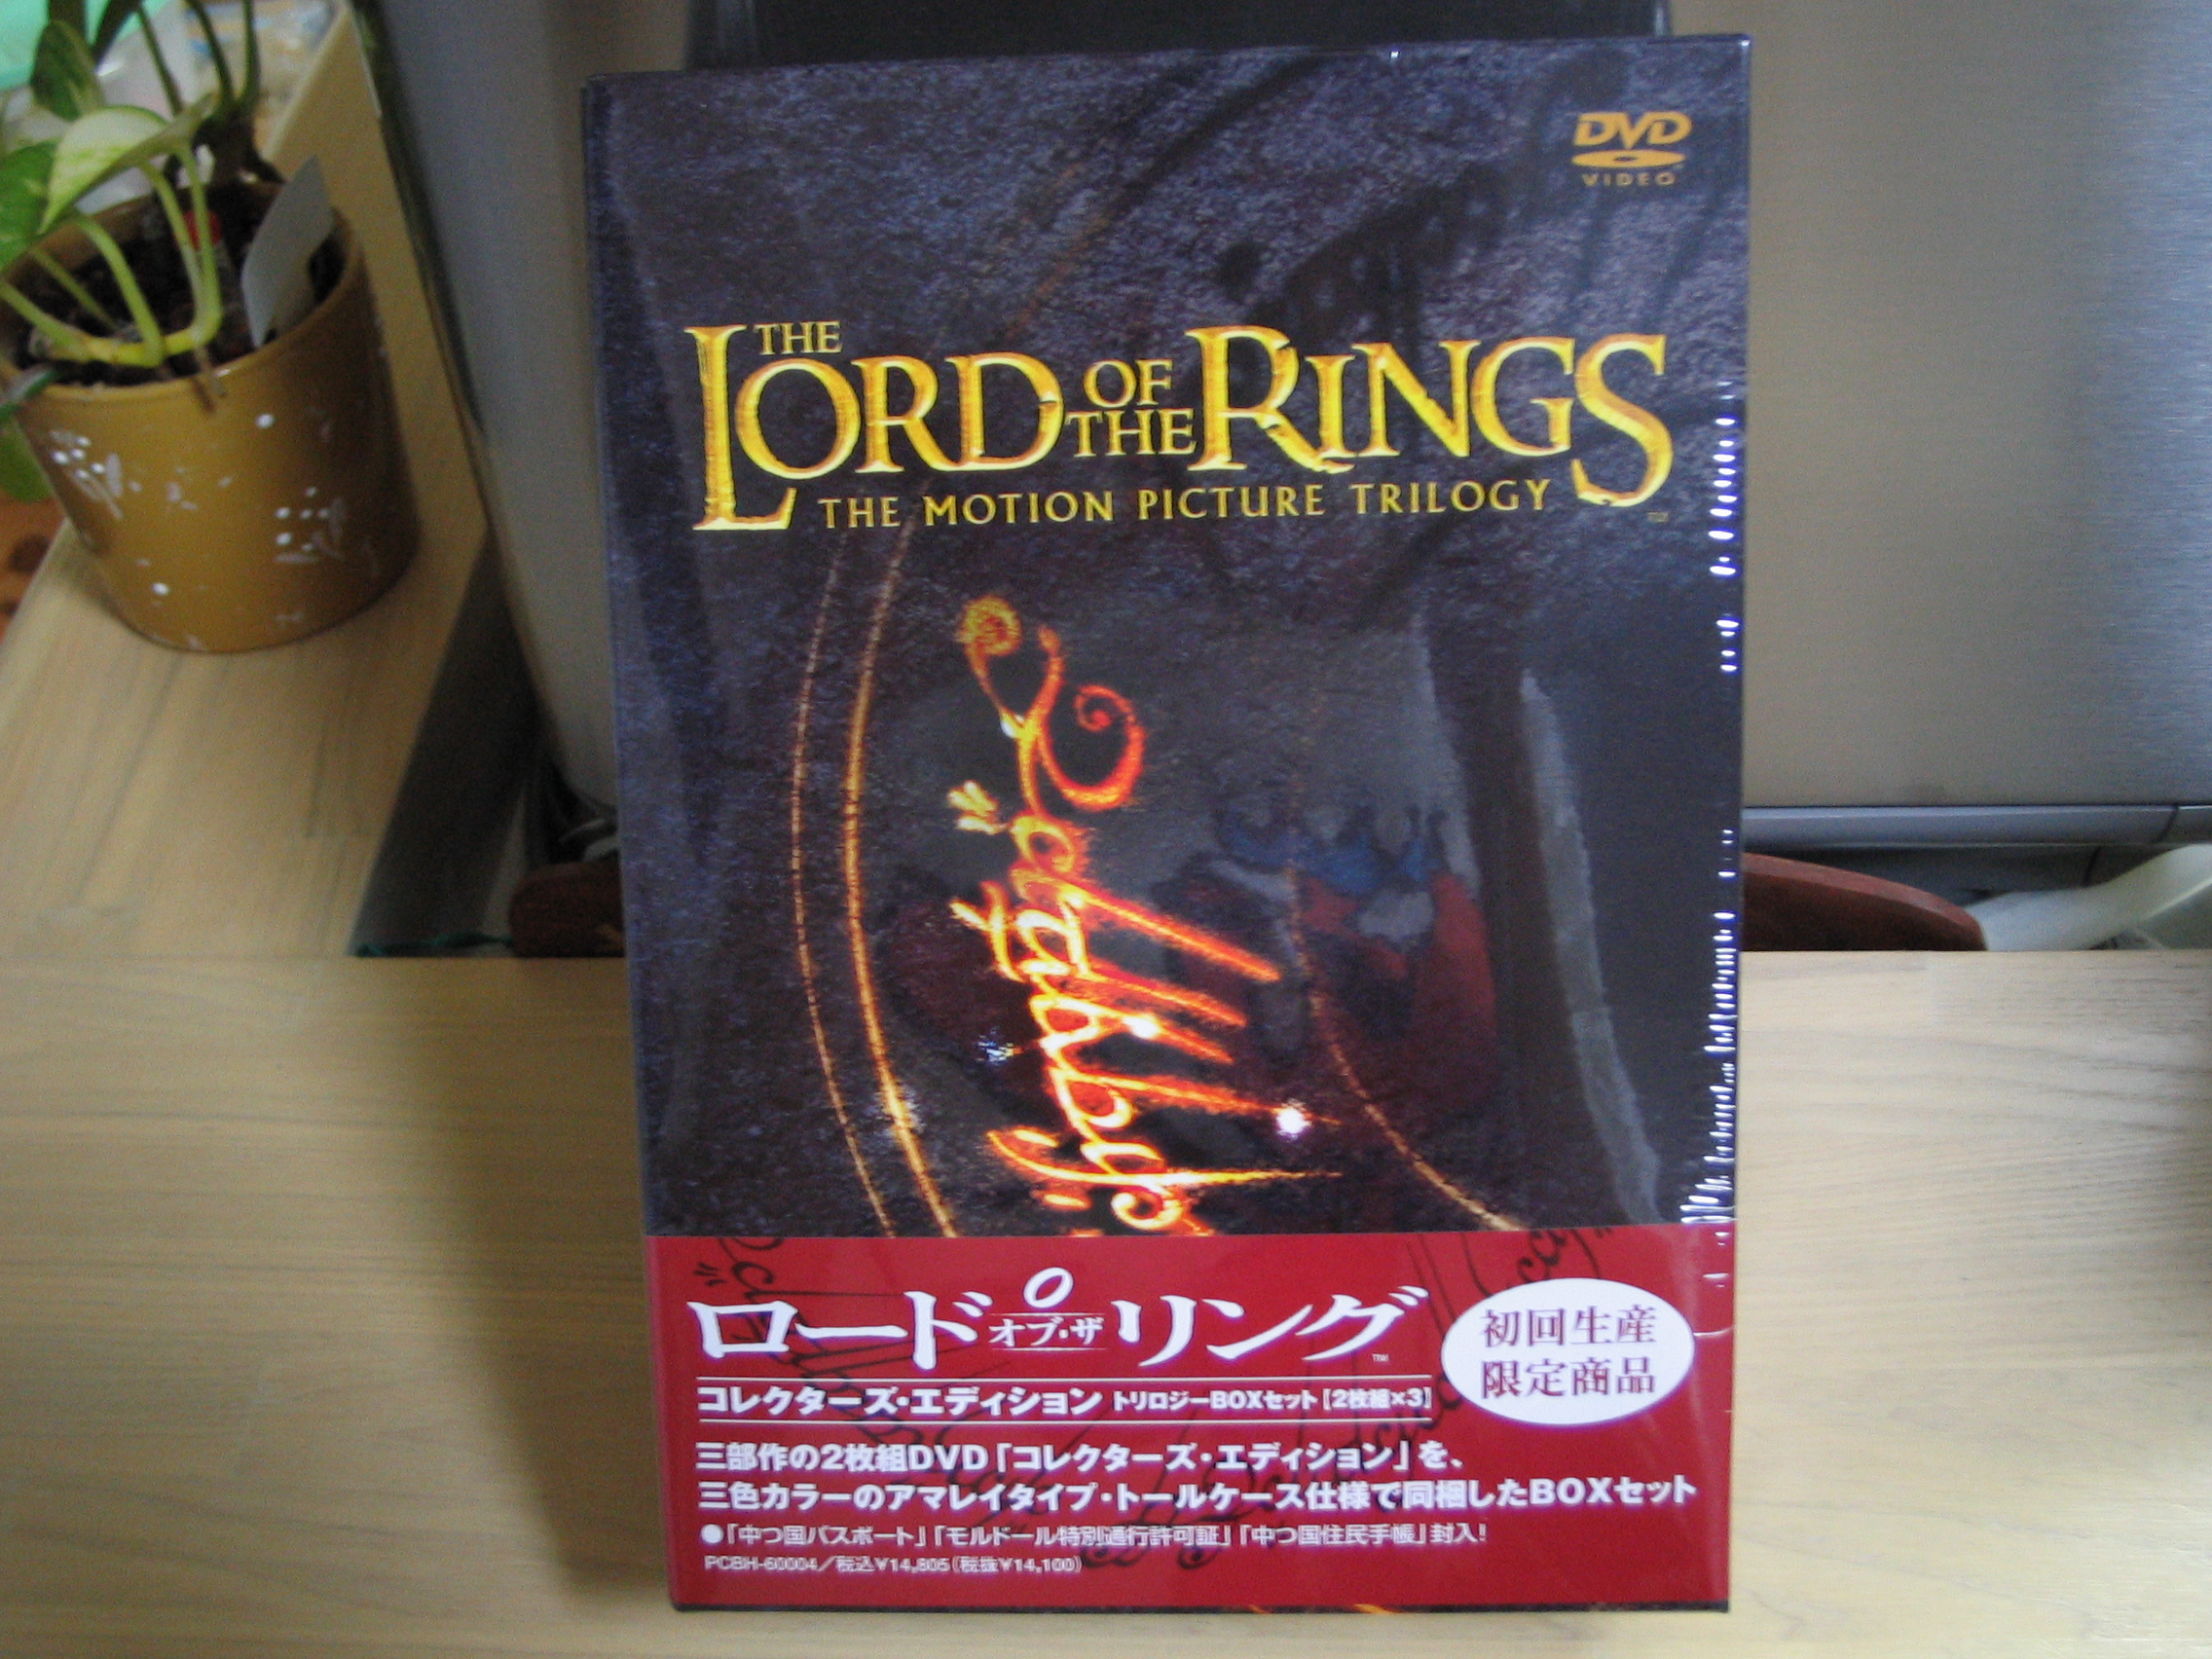 DVD
VIDEO
THE LORD OF THE RINGS
THE MOTION PICTURE TRILOGY
TM
ロード・オブ・ザ・リング TM
初回生産
限定商品
コレクターズ・エディション トリロジーBOXセット【2枚組×3】
三部作の2枚組DVD「コレクターズ・エディション」を、
三色カラーのアマレイタイプ・トールケース仕様で同梱したBOXセット
●「中つ国パスポート」「モルドール特別通行許可証」「中つ国住民手帳」封入!
PCBH-60004/税込¥14,805(税抜¥14,100)